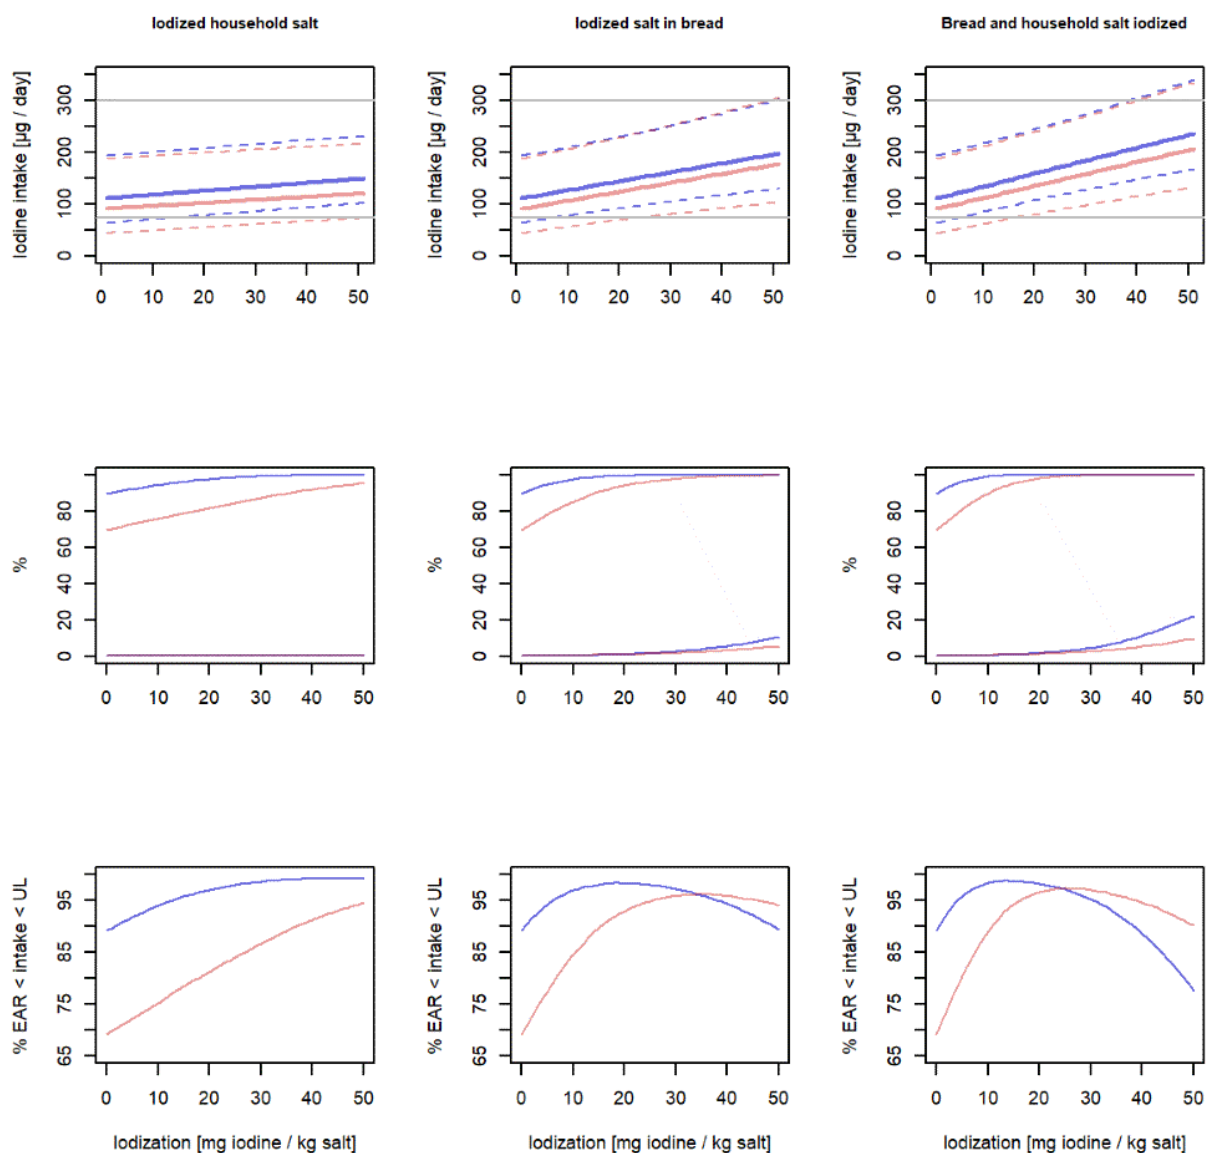 Iodized household salt
Iodized salt in bread
Bread and household salt iodized
Iodine intake [µg / day]
0 100 200 300
0 10 20 30 40 50
Iodine intake [µg / day]
0 100 200 300
0 10 20 30 40 50
Iodine intake [µg / day]
0 100 200 300
0 10 20 30 40 50
%
0 20 40 60 80
0 10 20 30 40 50
%
0 20 40 60 80
0 10 20 30 40 50
%
0 20 40 60 80
0 10 20 30 40 50
% EAR < intake < UL
65 75 85 95
0 10 20 30 40 50
Iodization [mg iodine / kg salt]
% EAR < intake < UL
65 75 85 95
0 10 20 30 40 50
Iodization [mg iodine / kg salt]
% EAR < intake < UL
65 75 85 95
0 10 20 30 40 50
Iodization [mg iodine / kg salt]